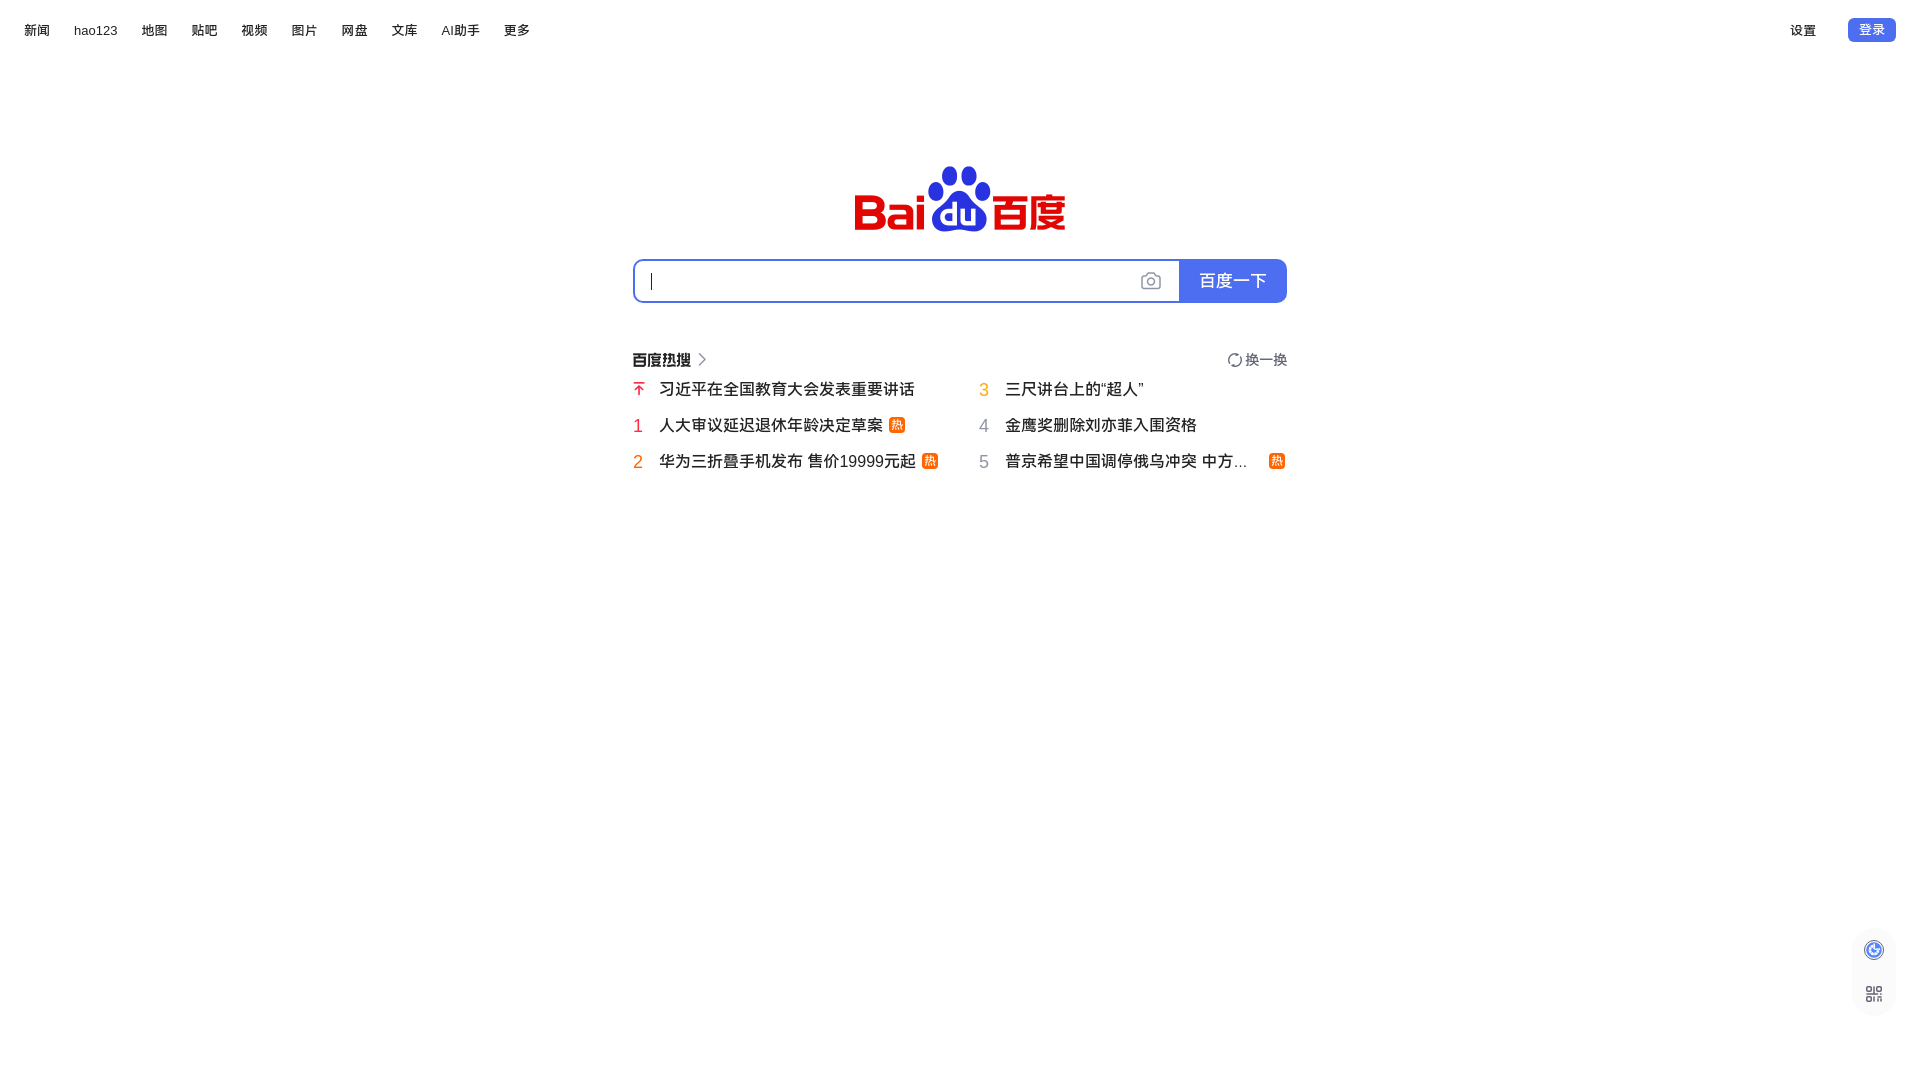 新闻 hao123 地图 贴吧 视频 图片 网盘 文库 AI助手 更多 设置 登录
Bai du 百度
百度一下
百度热搜 换一换
习近平在全国教育大会发表重要讲话
1 人大审议延迟退休年龄决定草案 热
2 华为三折叠手机发布 售价19999元起 热
3 三尺讲台上的“超人”
4 金鹰奖删除刘亦菲入围资格
5 普京希望中国调停俄乌冲突 中方... 热